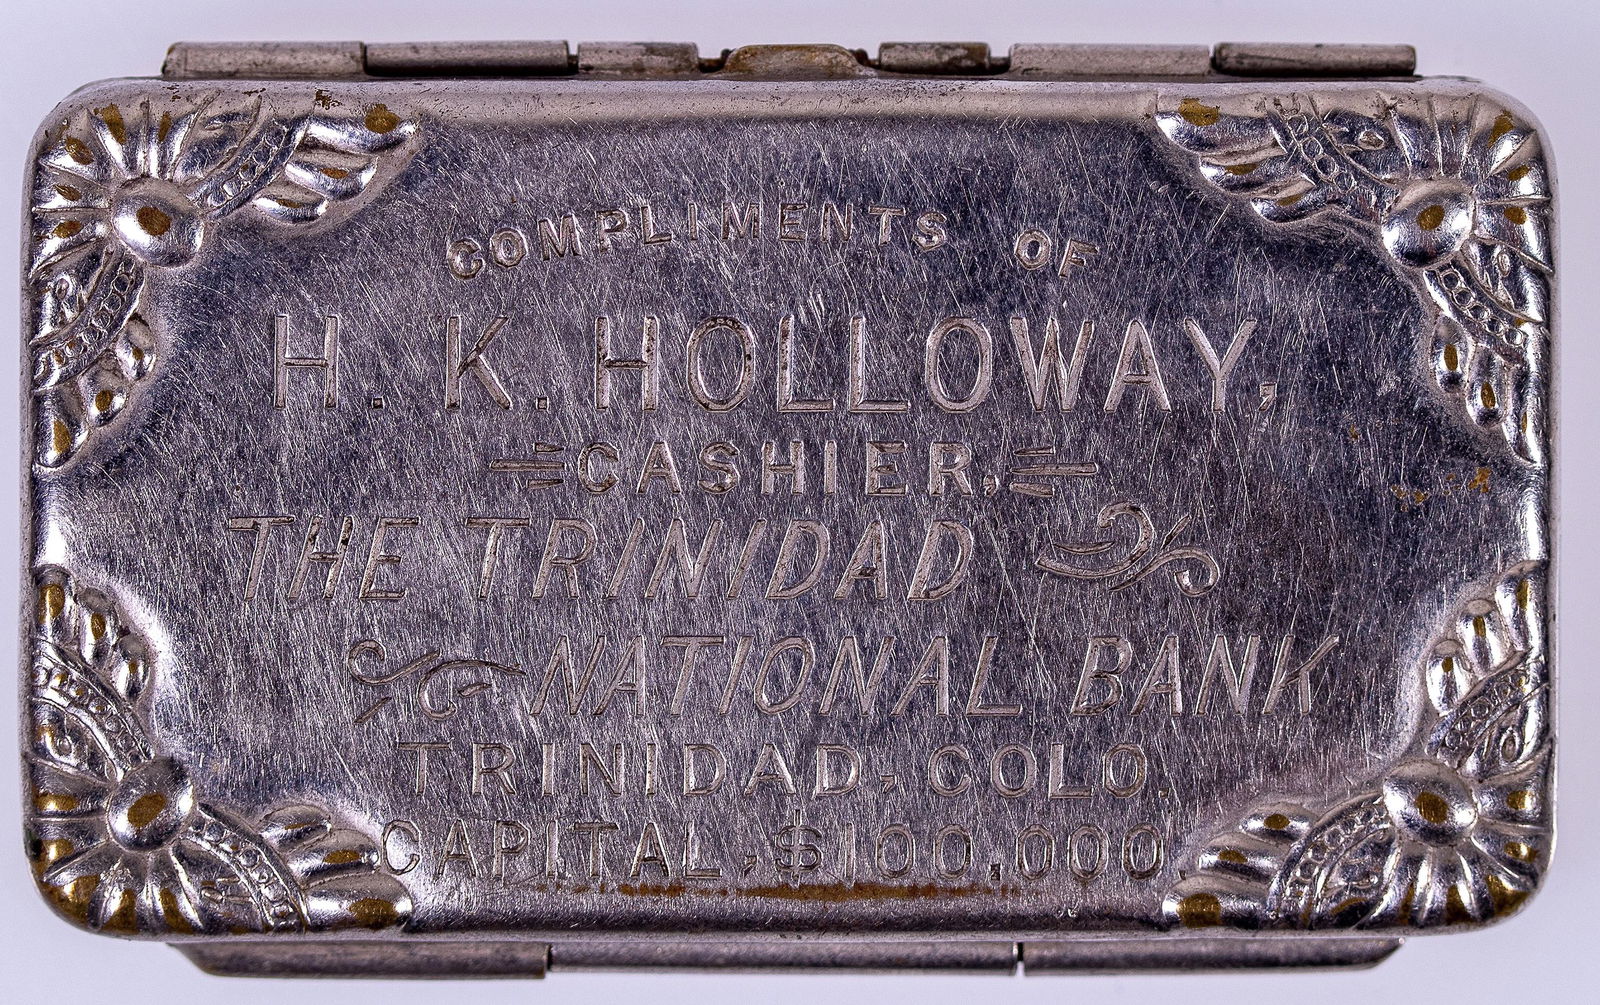 COMPLIMENTS OF
H. K. HOLLOWAY,
CASHIER,
THE TRINIDAD
NATIONAL BANK
TRINIDAD, COLO.
CAPITAL, $100,000.